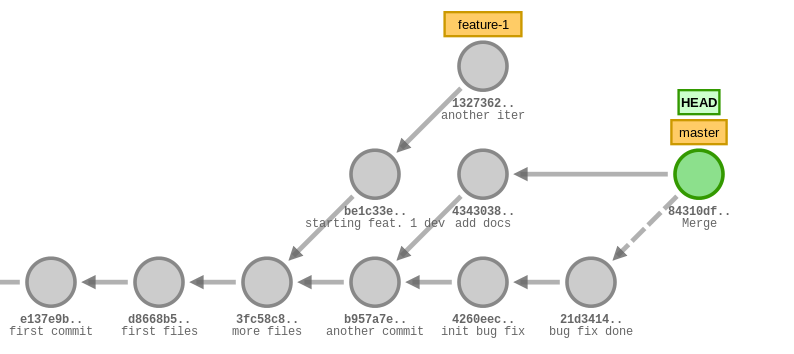 feature-1
1327362..
another iter
HEAD
master
be1c33e..
starting feat. 1 dev
4343038..
add docs
84310df..
Merge
e137e9b..
first commit
d8668b5..
first files
3fc58c8..
more files
b957a7e..
another commit
4260eec..
init bug fix
21d3414..
bug fix done